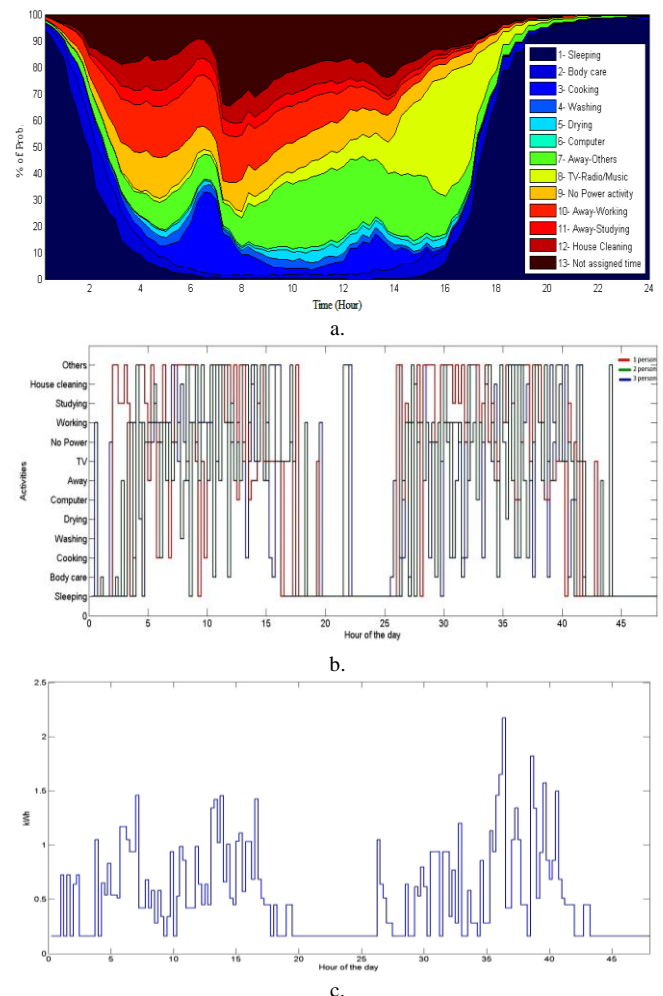 100
90
80
70
60
50
40
30
20
10
0
% of Prob.
1- Sleeping
2- Body care
3- Cooking
4- Washing
5- Drying
6- Computer
7- Away-Others
8- TV-Radio/Music
9- No Power activity
10- Away-Working
11- Away-Studying
12- House Cleaning
13- Not assigned time
2 4 6 8 10 12 14 16 18 20 22 24
Time (Hour)
a.
Others
House cleaning
Studying
Working
No Power
TV
Away
Computer
Drying
Washing
Cooking
Body care
Sleeping
0
Activities
1 person
2 person
3 person
0 5 10 15 20 25 30 35 40 45
Hour of the day
b.
2.5
2
1.5
1
0.5
0
kWh
0 5 10 15 20 25 30 35 40 45
Hour of the day
c.